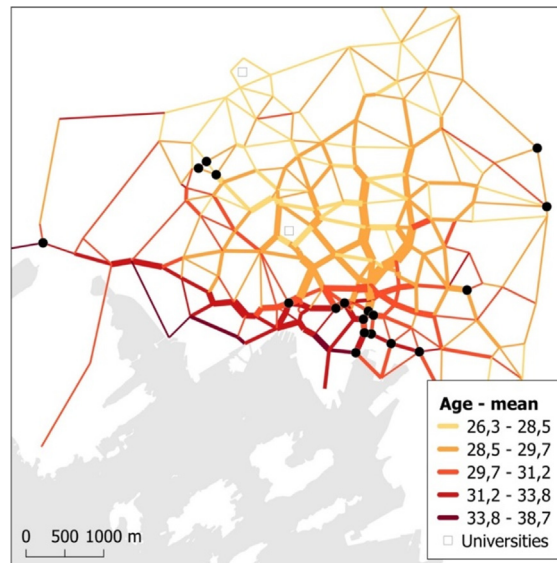 Age - mean
26,3 - 28,5
28,5 - 29,7
29,7 - 31,2
31,2 - 33,8
33,8 - 38,7
Universities
0 500 1000 m